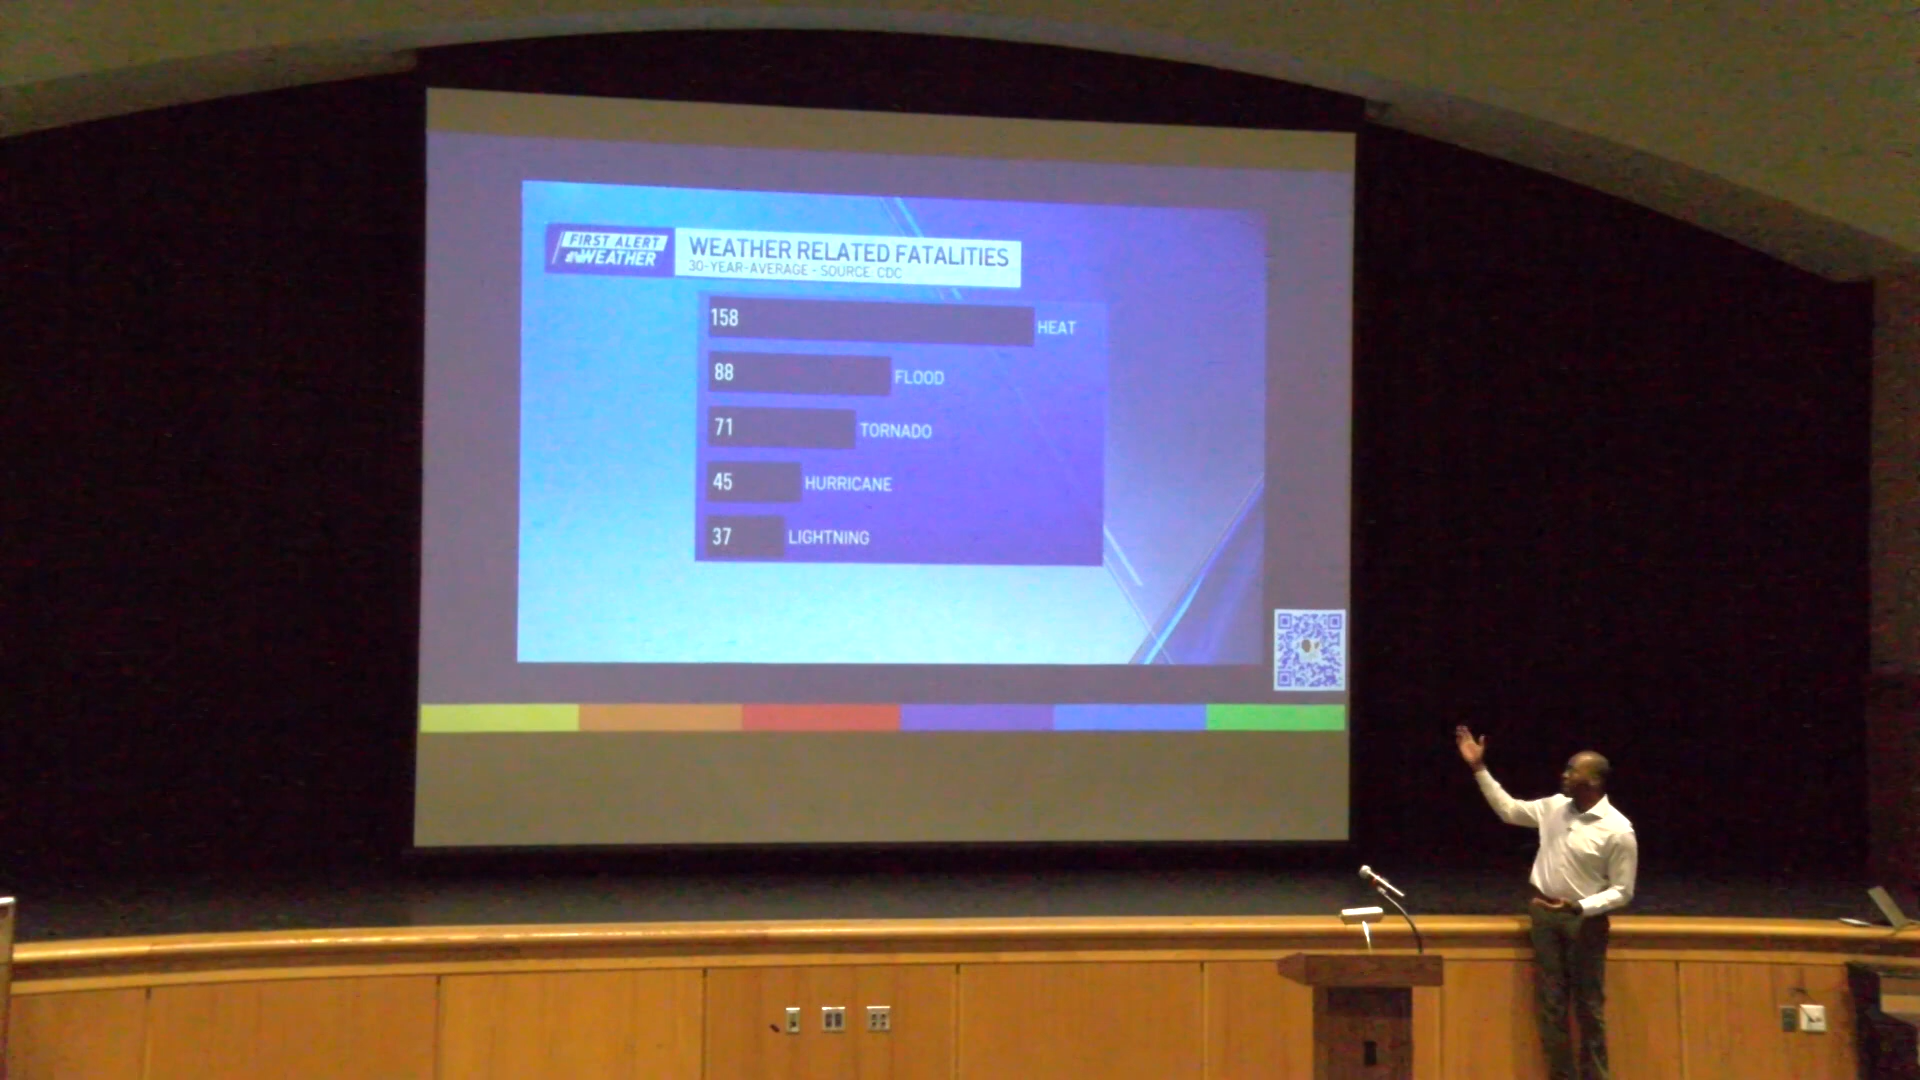 FIRST ALERT
WEATHER
WEATHER RELATED FATALITIES
30-YEAR-AVERAGE - SOURCE: CDC
158 HEAT
88 FLOOD
71 TORNADO
45 HURRICANE
37 LIGHTNING